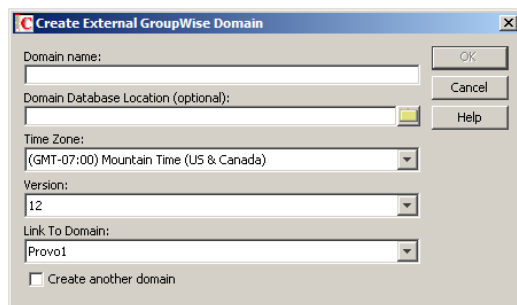 Create External GroupWise Domain
Domain name:
OK
Cancel
Domain Database Location (optional):
Help
Time Zone:
(GMT-07:00) Mountain Time (US & Canada)
Version:
12
Link To Domain:
Provo1
Create another domain